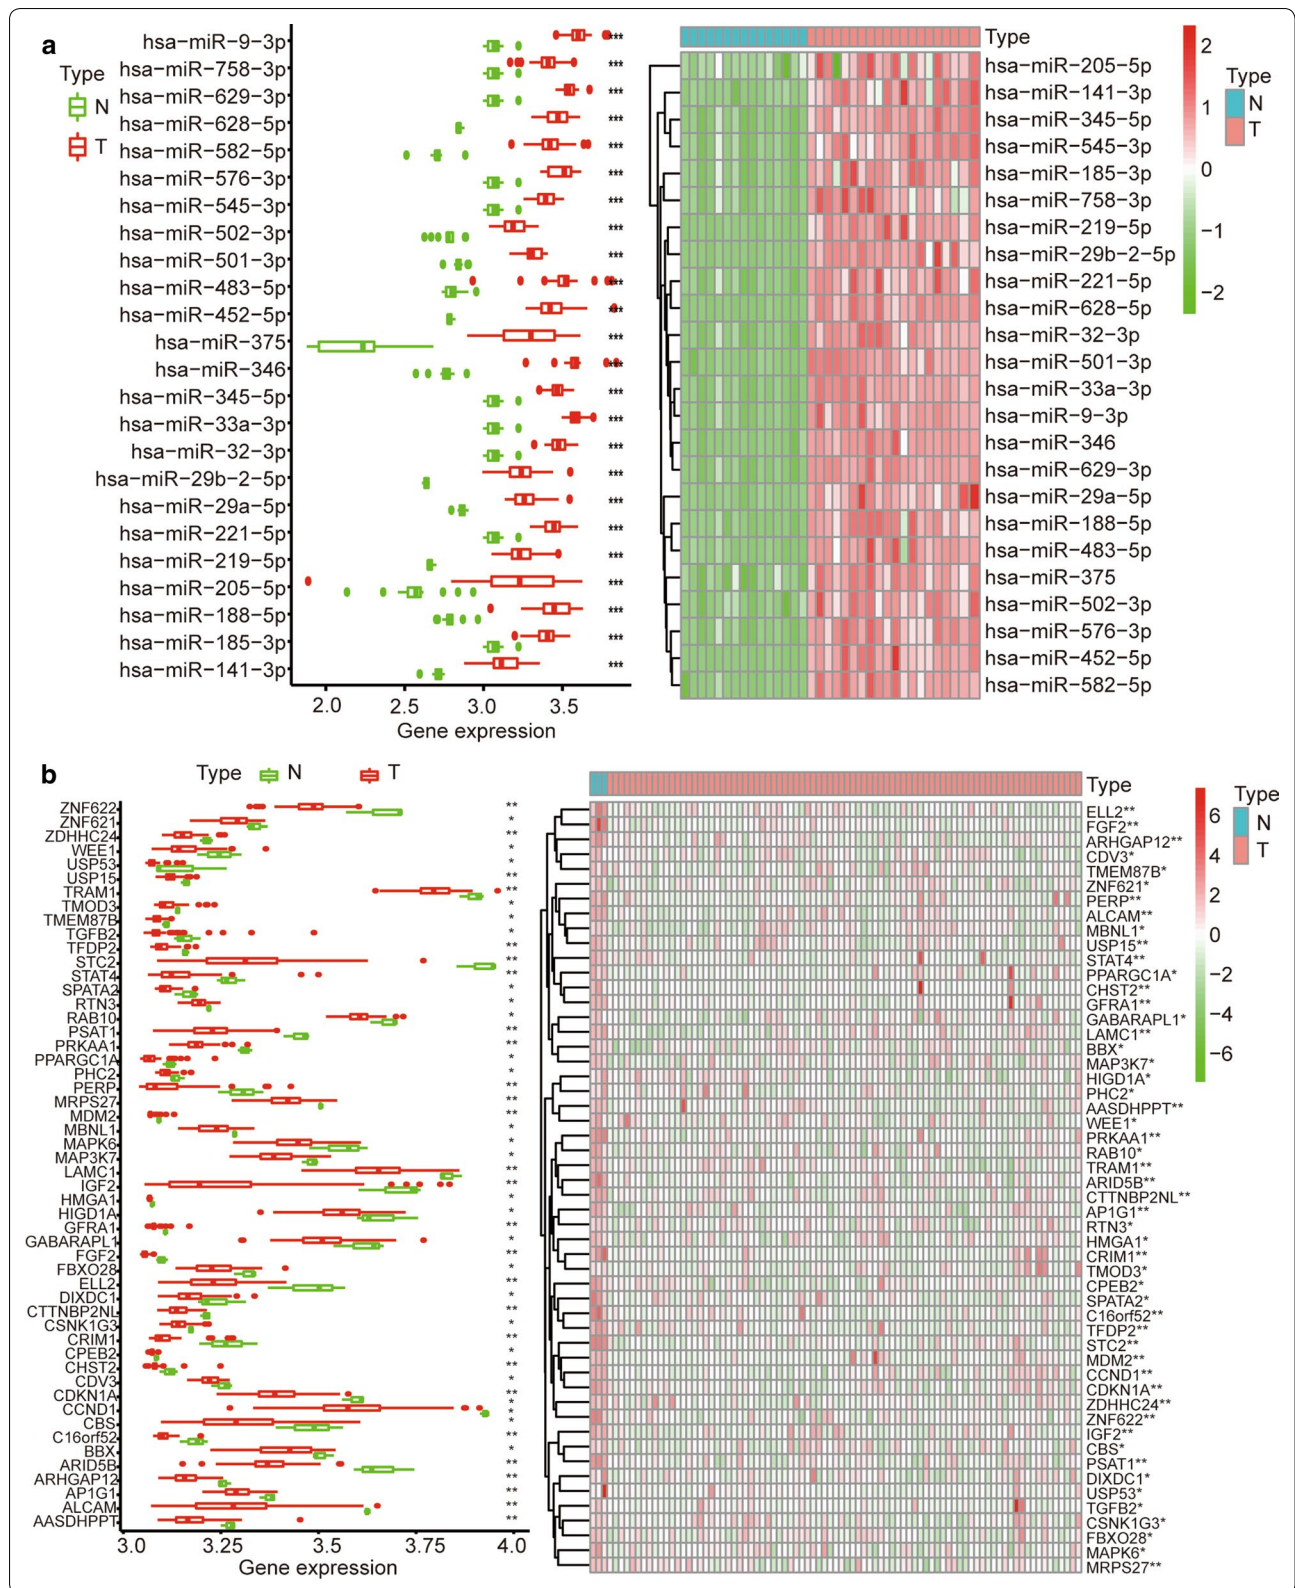 a
Type
N
T
hsa−miR−9−3p ***
hsa−miR−758−3p ***
hsa−miR−629−3p ***
hsa−miR−628−5p ***
hsa−miR−582−5p ***
hsa−miR−576−3p ***
hsa−miR−545−3p ***
hsa−miR−502−3p ***
hsa−miR−501−3p ***
hsa−miR−483−5p ***
hsa−miR−452−5p ***
hsa−miR−375 ***
hsa−miR−346 ***
hsa−miR−345−5p ***
hsa−miR−33a−3p ***
hsa−miR−32−3p ***
hsa−miR−29b−2−5p ***
hsa−miR−29a−5p ***
hsa−miR−221−5p ***
hsa−miR−219−5p ***
hsa−miR−205−5p ***
hsa−miR−188−5p ***
hsa−miR−185−3p ***
hsa−miR−141−3p ***
2.0 2.5 3.0 3.5
Gene expression
Type
hsa−miR−205−5p
hsa−miR−141−3p
hsa−miR−345−5p
hsa−miR−545−3p
hsa−miR−185−3p
hsa−miR−758−3p
hsa−miR−219−5p
hsa−miR−29b−2−5p
hsa−miR−221−5p
hsa−miR−628−5p
hsa−miR−32−3p
hsa−miR−501−3p
hsa−miR−33a−3p
hsa−miR−9−3p
hsa−miR−346
hsa−miR−629−3p
hsa−miR−29a−5p
hsa−miR−188−5p
hsa−miR−483−5p
hsa−miR−375
hsa−miR−502−3p
hsa−miR−576−3p
hsa−miR−452−5p
hsa−miR−582−5p
2
1
0
−1
−2
Type
N
T
b
Type N T
ZNF622 **
ZNF621 *
ZDHHC24 **
WEE1 *
USP53 *
USP15 **
TRAM1 **
TMOD3 *
TMEM87B *
TGFB2 *
TFDP2 **
STC2 **
STAT4 **
SPATA2 *
RTN3 *
RAB10 *
PSAT1 **
PRKAA1 **
PPARGC1A *
PHC2 *
PERP **
MRPS27 **
MDM2 **
MBNL1 *
MAPK6 *
MAP3K7 *
LAMC1 **
IGF2 **
HMGA1 *
HIGD1A *
GFRA1 **
GABARAPL1 *
FGF2 **
FBXO28 *
ELL2 **
DIXDC1 *
CTTNBP2NL **
CSNK1G3 *
CRIM1 **
CPEB2 *
CHST2 **
CDV3 *
CDKN1A **
CCND1 **
CBS *
C16orf52 **
BBX *
ARID5B **
ARHGAP12 **
AP1G1 **
ALCAM **
AASDHPPT **
3.0 3.25 3.5 3.75 4.0
Gene expression
Type
ELL2**
FGF2**
ARHGAP12**
CDV3*
TMEM87B*
ZNF621*
PERP**
ALCAM**
MBNL1*
USP15**
STAT4**
PPARGC1A*
CHST2**
GFRA1**
GABARAPL1*
LAMC1**
BBX*
MAP3K7*
HIGD1A*
PHC2*
AASDHPPT**
WEE1*
PRKAA1**
RAB10*
TRAM1**
ARID5B**
CTTNBP2NL**
AP1G1**
RTN3*
HMGA1*
CRIM1**
TMOD3*
CPEB2*
SPATA2*
C16orf52**
TFDP2**
STC2**
MDM2**
CCND1**
CDKN1A**
ZDHHC24**
ZNF622**
IGF2**
CBS*
PSAT1**
DIXDC1*
USP53*
TGFB2*
CSNK1G3*
FBXO28*
MAPK6*
MRPS27**
6
4
2
0
−2
−4
−6
Type
N
T